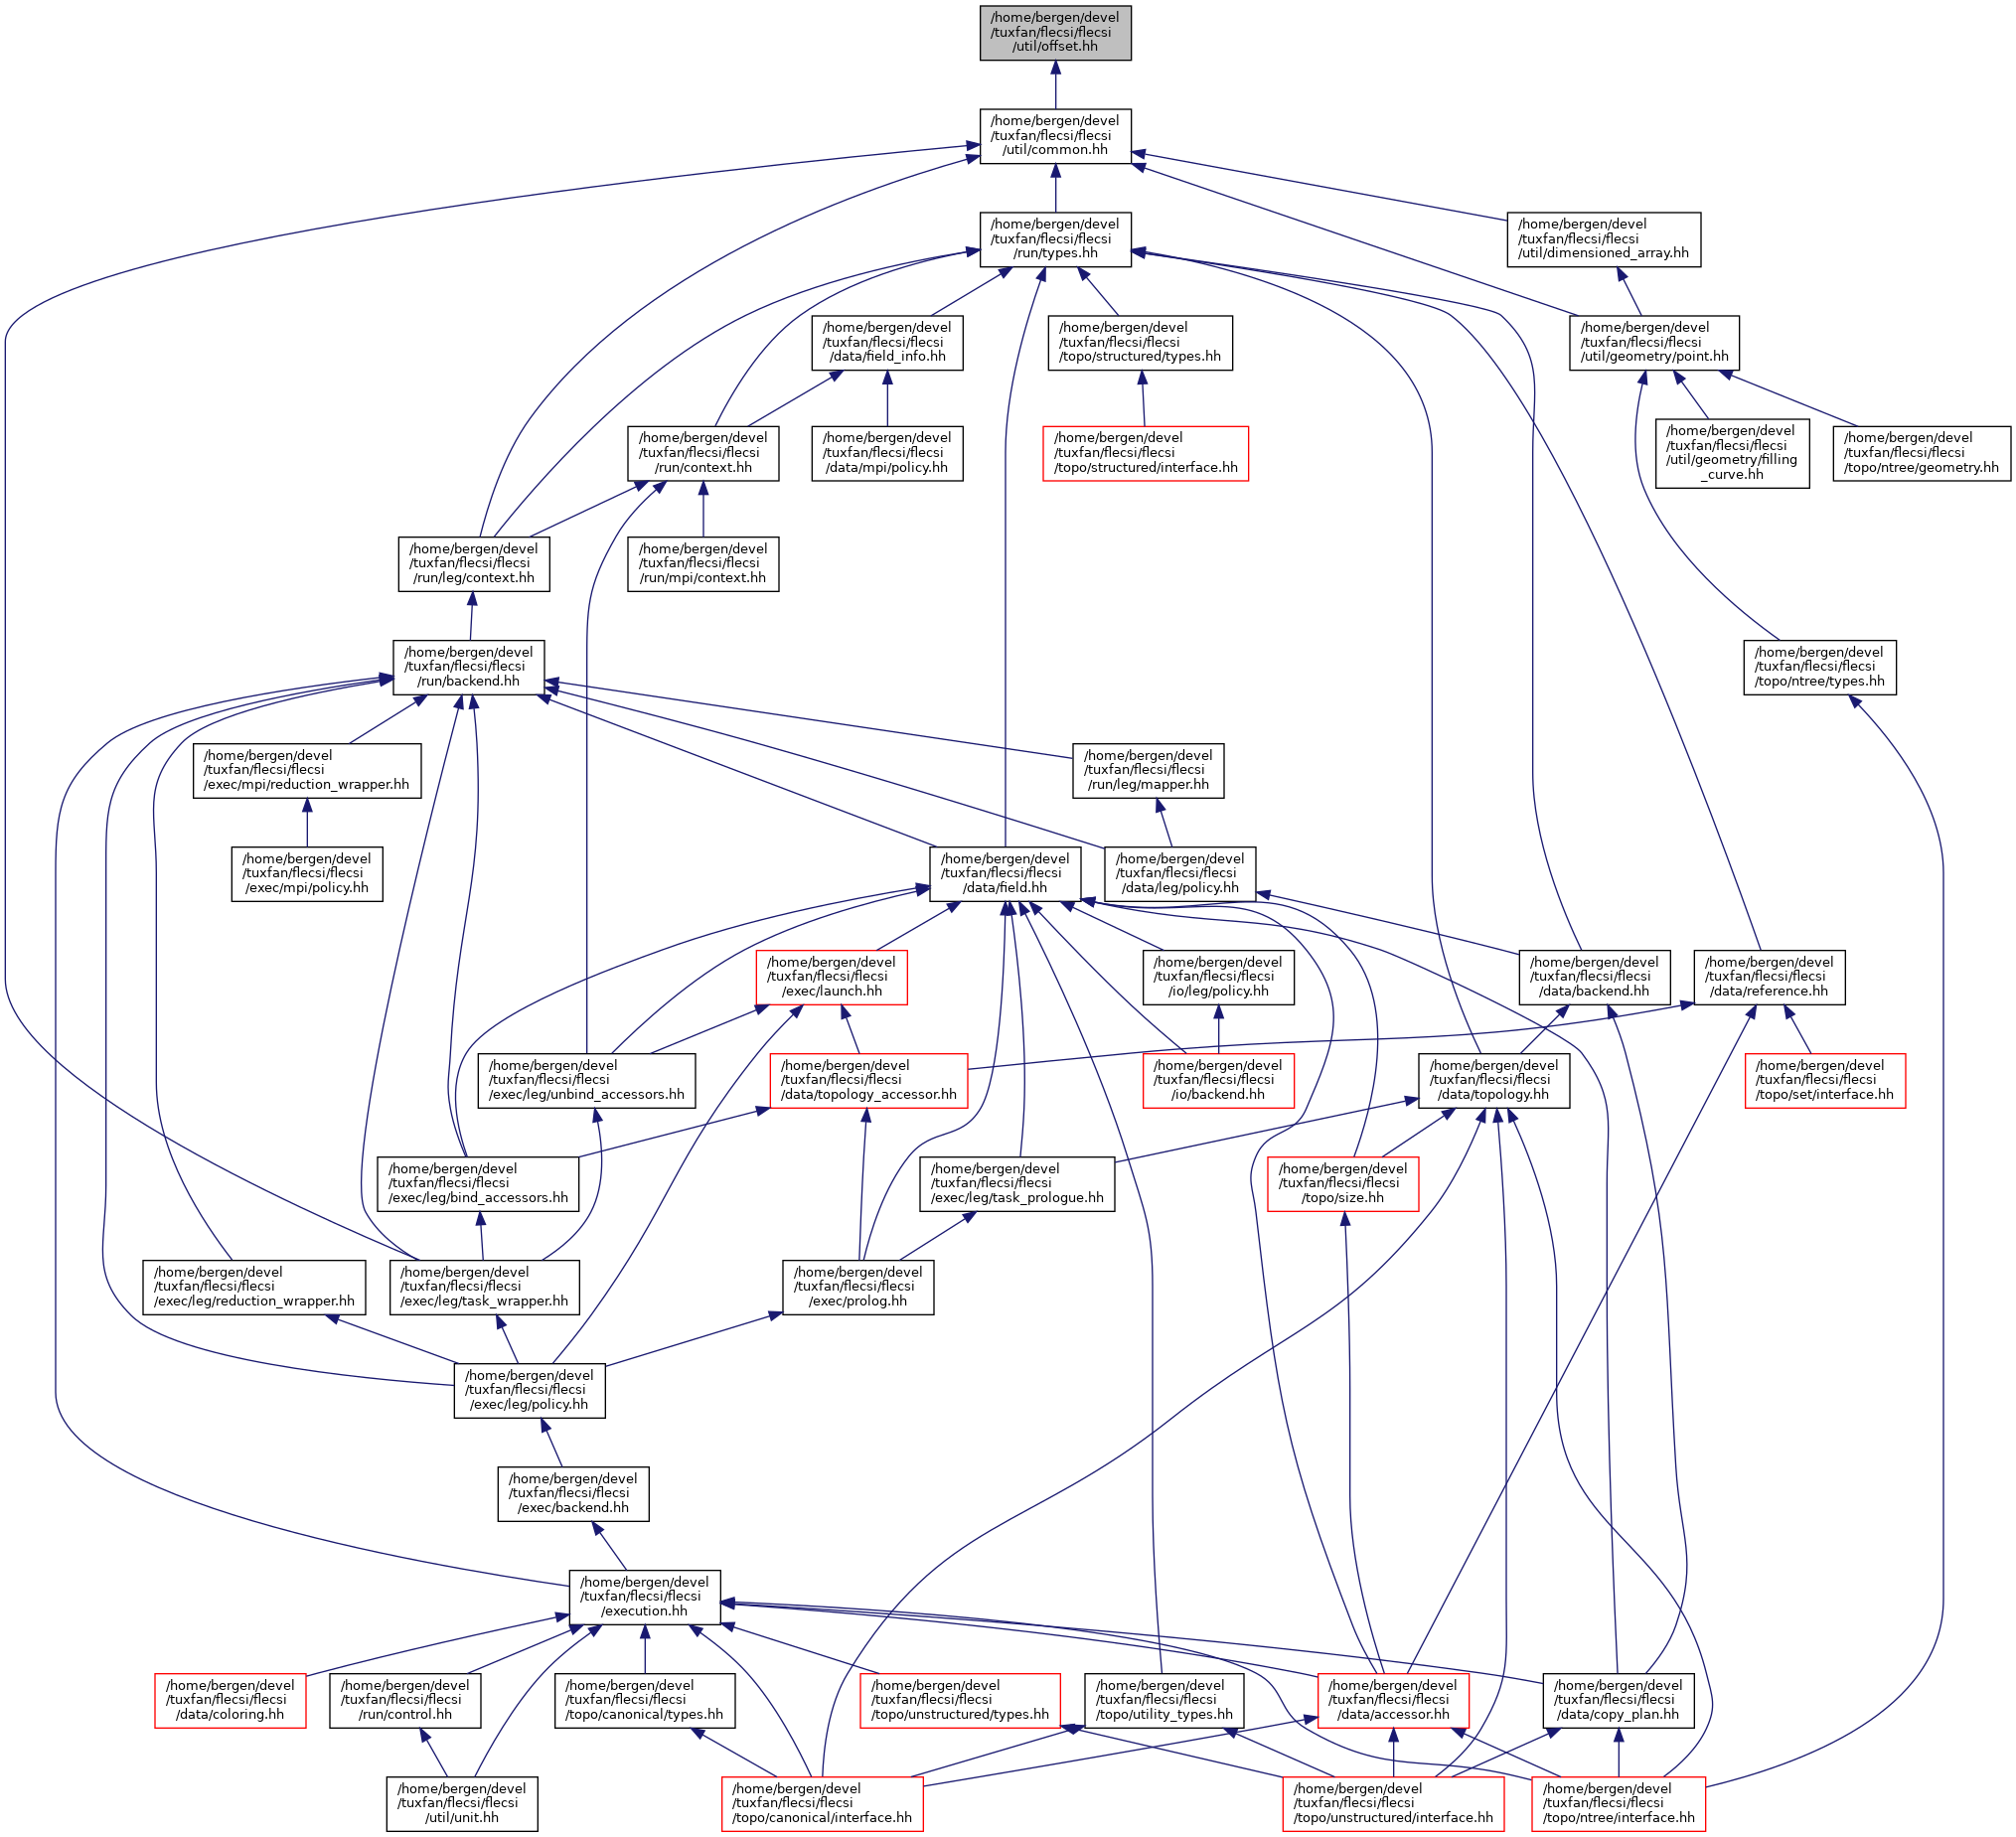 /home/bergen/devel
/tuxfan/flecsi/flecsi
/util/offset.hh
/home/bergen/devel
/tuxfan/flecsi/flecsi
/util/common.hh
/home/bergen/devel
/tuxfan/flecsi/flecsi
/run/types.hh
/home/bergen/devel
/tuxfan/flecsi/flecsi
/util/dimensioned_array.hh
/home/bergen/devel
/tuxfan/flecsi/flecsi
/data/field_info.hh
/home/bergen/devel
/tuxfan/flecsi/flecsi
/topo/structured/types.hh
/home/bergen/devel
/tuxfan/flecsi/flecsi
/util/geometry/point.hh
/home/bergen/devel
/tuxfan/flecsi/flecsi
/run/context.hh
/home/bergen/devel
/tuxfan/flecsi/flecsi
/data/mpi/policy.hh
/home/bergen/devel
/tuxfan/flecsi/flecsi
/topo/structured/interface.hh
/home/bergen/devel
/tuxfan/flecsi/flecsi
/util/geometry/filling
_curve.hh
/home/bergen/devel
/tuxfan/flecsi/flecsi
/topo/ntree/geometry.hh
/home/bergen/devel
/tuxfan/flecsi/flecsi
/run/leg/context.hh
/home/bergen/devel
/tuxfan/flecsi/flecsi
/run/mpi/context.hh
/home/bergen/devel
/tuxfan/flecsi/flecsi
/run/backend.hh
/home/bergen/devel
/tuxfan/flecsi/flecsi
/topo/ntree/types.hh
/home/bergen/devel
/tuxfan/flecsi/flecsi
/exec/mpi/reduction_wrapper.hh
/home/bergen/devel
/tuxfan/flecsi/flecsi
/run/leg/mapper.hh
/home/bergen/devel
/tuxfan/flecsi/flecsi
/exec/mpi/policy.hh
/home/bergen/devel
/tuxfan/flecsi/flecsi
/data/field.hh
/home/bergen/devel
/tuxfan/flecsi/flecsi
/data/leg/policy.hh
/home/bergen/devel
/tuxfan/flecsi/flecsi
/exec/launch.hh
/home/bergen/devel
/tuxfan/flecsi/flecsi
/io/leg/policy.hh
/home/bergen/devel
/tuxfan/flecsi/flecsi
/data/backend.hh
/home/bergen/devel
/tuxfan/flecsi/flecsi
/data/reference.hh
/home/bergen/devel
/tuxfan/flecsi/flecsi
/exec/leg/unbind_accessors.hh
/home/bergen/devel
/tuxfan/flecsi/flecsi
/data/topology_accessor.hh
/home/bergen/devel
/tuxfan/flecsi/flecsi
/io/backend.hh
/home/bergen/devel
/tuxfan/flecsi/flecsi
/data/topology.hh
/home/bergen/devel
/tuxfan/flecsi/flecsi
/topo/set/interface.hh
/home/bergen/devel
/tuxfan/flecsi/flecsi
/exec/leg/bind_accessors.hh
/home/bergen/devel
/tuxfan/flecsi/flecsi
/exec/leg/task_prologue.hh
/home/bergen/devel
/tuxfan/flecsi/flecsi
/topo/size.hh
/home/bergen/devel
/tuxfan/flecsi/flecsi
/exec/leg/reduction_wrapper.hh
/home/bergen/devel
/tuxfan/flecsi/flecsi
/exec/leg/task_wrapper.hh
/home/bergen/devel
/tuxfan/flecsi/flecsi
/exec/prolog.hh
/home/bergen/devel
/tuxfan/flecsi/flecsi
/exec/leg/policy.hh
/home/bergen/devel
/tuxfan/flecsi/flecsi
/exec/backend.hh
/home/bergen/devel
/tuxfan/flecsi/flecsi
/execution.hh
/home/bergen/devel
/tuxfan/flecsi/flecsi
/data/coloring.hh
/home/bergen/devel
/tuxfan/flecsi/flecsi
/run/control.hh
/home/bergen/devel
/tuxfan/flecsi/flecsi
/topo/canonical/types.hh
/home/bergen/devel
/tuxfan/flecsi/flecsi
/topo/unstructured/types.hh
/home/bergen/devel
/tuxfan/flecsi/flecsi
/topo/utility_types.hh
/home/bergen/devel
/tuxfan/flecsi/flecsi
/data/accessor.hh
/home/bergen/devel
/tuxfan/flecsi/flecsi
/data/copy_plan.hh
/home/bergen/devel
/tuxfan/flecsi/flecsi
/util/unit.hh
/home/bergen/devel
/tuxfan/flecsi/flecsi
/topo/canonical/interface.hh
/home/bergen/devel
/tuxfan/flecsi/flecsi
/topo/unstructured/interface.hh
/home/bergen/devel
/tuxfan/flecsi/flecsi
/topo/ntree/interface.hh